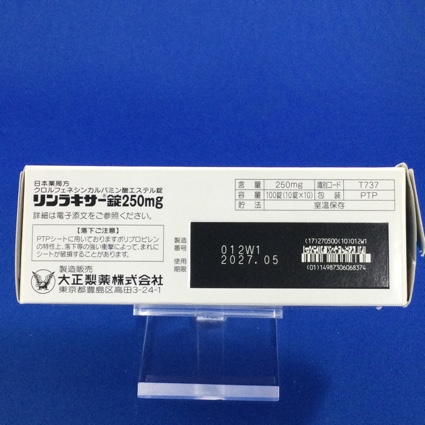 日本薬局方
クロルフェネシンカルバミン酸エステル錠
リンラキサー錠250mg
詳細は電子添文をご参照ください。
【落下ご注意】
PTPシートに用いておりますポリプロピレン
の特性上、落下等の強い衝撃によって、まれに
シートが破損することがあります。
製造販売
大正製薬株式会社
東京都豊島区高田3-24-1
含量 250mg 識別コード T737
容量 100錠(10錠×10) 包装 PTP
貯法 室温保存
製造番号 012W1
使用期限 2027.05
(17)270500(10)012W1
(01)14987306068374